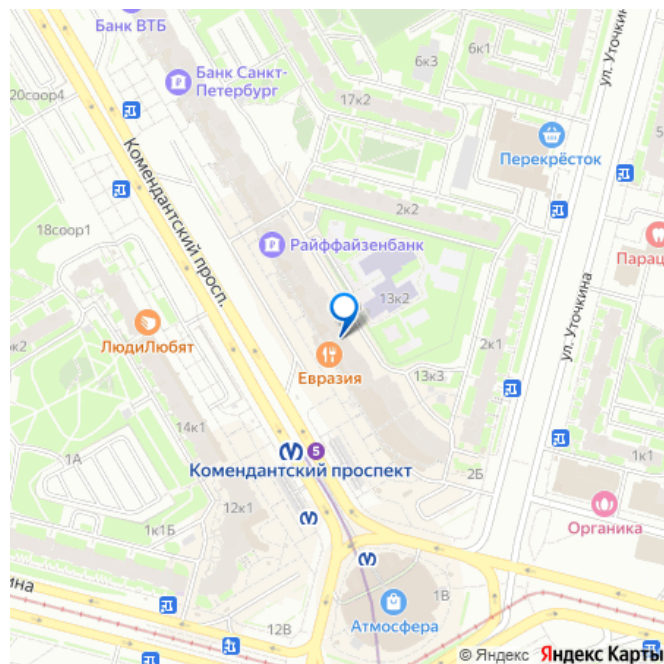 Банк ВТБ
6к1
6к3
ул. Уточкина
Банк Санкт-
Петербург
20соор4
17к2
Перекрёсток
Комендантский просп.
2к2
18соор1
Райффайзенбанк
Парац
13к2
ул. Уточкина
ЛюдиЛюбят
2к1
Евразия
13к3
14к1
5
Комендантский проспект
1А
2Б
1к1
12к1
1к1Б
Органика
ина
1В
Атмосфера
12В
© Яндекс Яндекс Карты